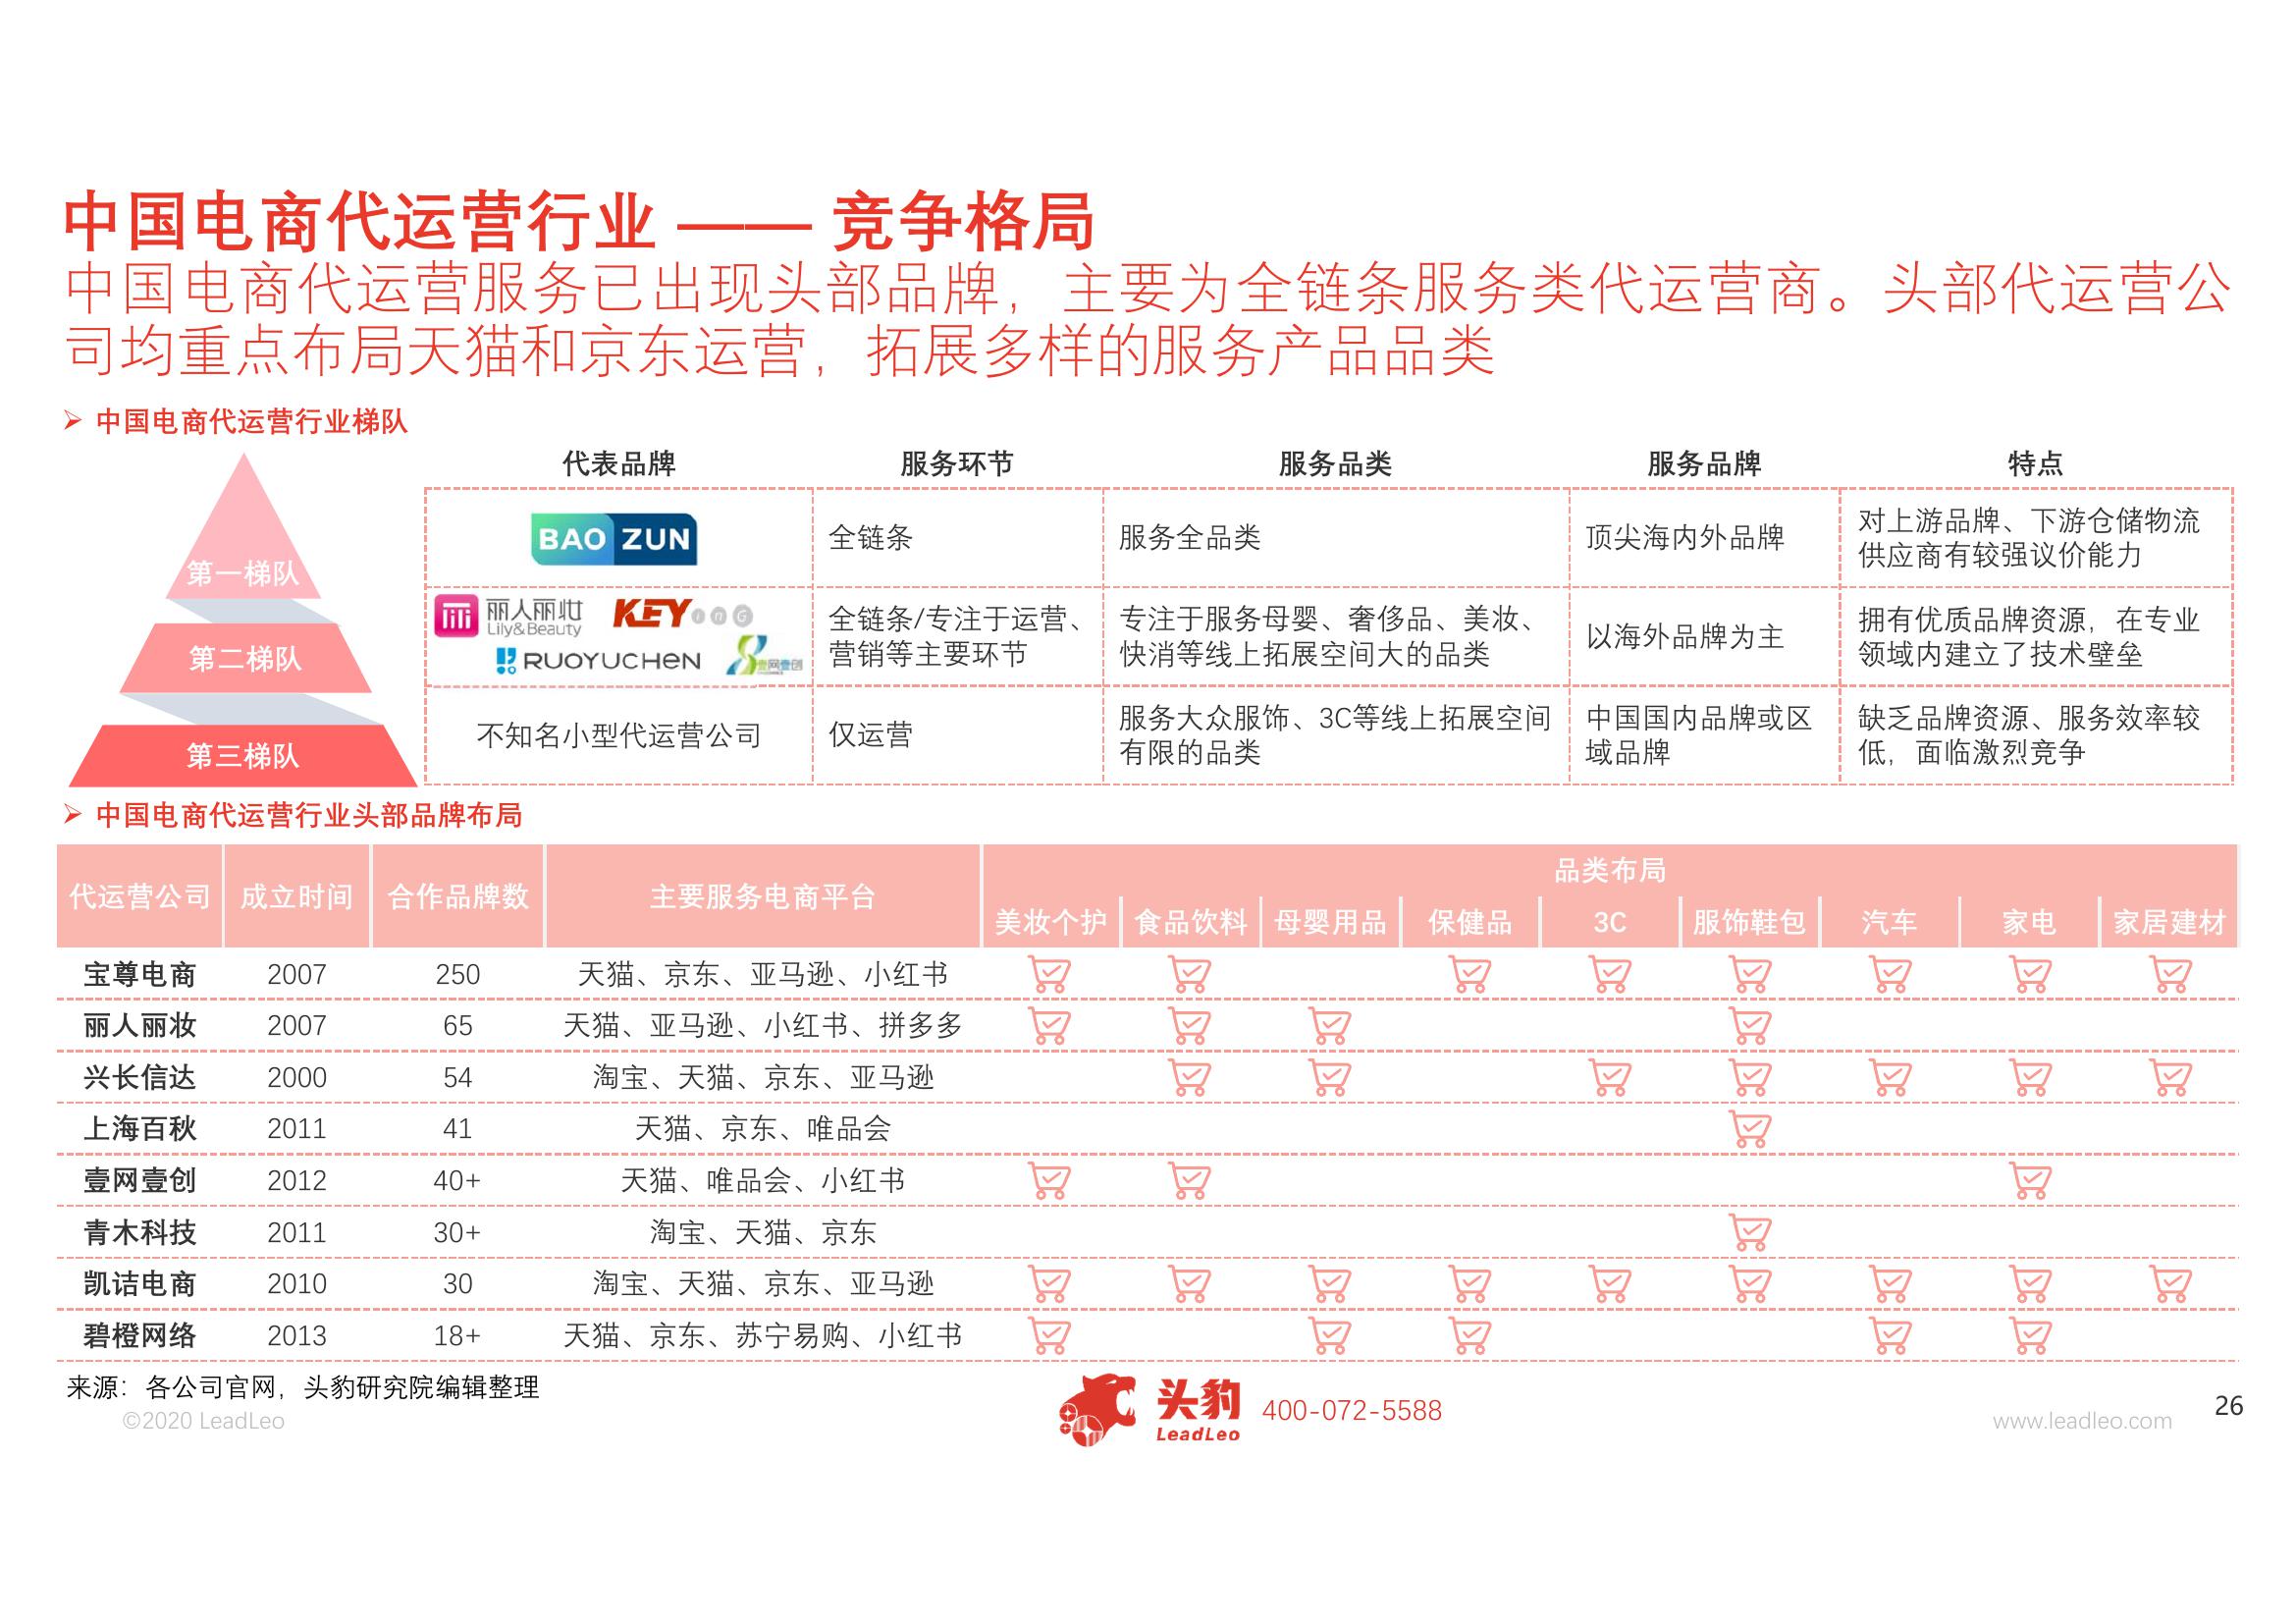 中国电商代运营行业 —— 竞争格局
中国电商代运营服务已出现头部品牌，主要为全链条服务类代运营商。头部代运营公
司均重点布局天猫和京东运营，拓展多样的服务产品品类
中国电商代运营行业梯队
代表品牌 服务环节 服务品类 服务品牌 特点
第一梯队
BAO ZUN
全链条
服务全品类
顶尖海内外品牌
对上游品牌、下游仓储物流
供应商有较强议价能力
第二梯队
丽人丽妆
Lily&Beauty
KEYinG
RUOYUCHEN
壹网壹创
全链条/专注于运营、
营销等主要环节
专注于服务母婴、奢侈品、美妆、
快消等线上拓展空间大的品类
以海外品牌为主
拥有优质品牌资源，在专业
领域内建立了技术壁垒
第三梯队
不知名小型代运营公司
仅运营
服务大众服饰、3C等线上拓展空间
有限的品类
中国国内品牌或区
域品牌
缺乏品牌资源、服务效率较
低，面临激烈竞争
中国电商代运营行业头部品牌布局
代运营公司 成立时间 合作品牌数 主要服务电商平台 品类布局
美妆个护 食品饮料 母婴用品 保健品 3C 服饰鞋包 汽车 家电 家居建材
宝尊电商 2007 250 天猫、京东、亚马逊、小红书
丽人丽妆 2007 65 天猫、亚马逊、小红书、拼多多
兴长信达 2000 54 淘宝、天猫、京东、亚马逊
上海百秋 2011 41 天猫、京东、唯品会
壹网壹创 2012 40+ 天猫、唯品会、小红书
青木科技 2011 30+ 淘宝、天猫、京东
凯诘电商 2010 30 淘宝、天猫、京东、亚马逊
碧橙网络 2013 18+ 天猫、京东、苏宁易购、小红书
来源：各公司官网，头豹研究院编辑整理
©2020 LeadLeo
头豹
LeadLeo
400-072-5588
www.leadleo.com
26